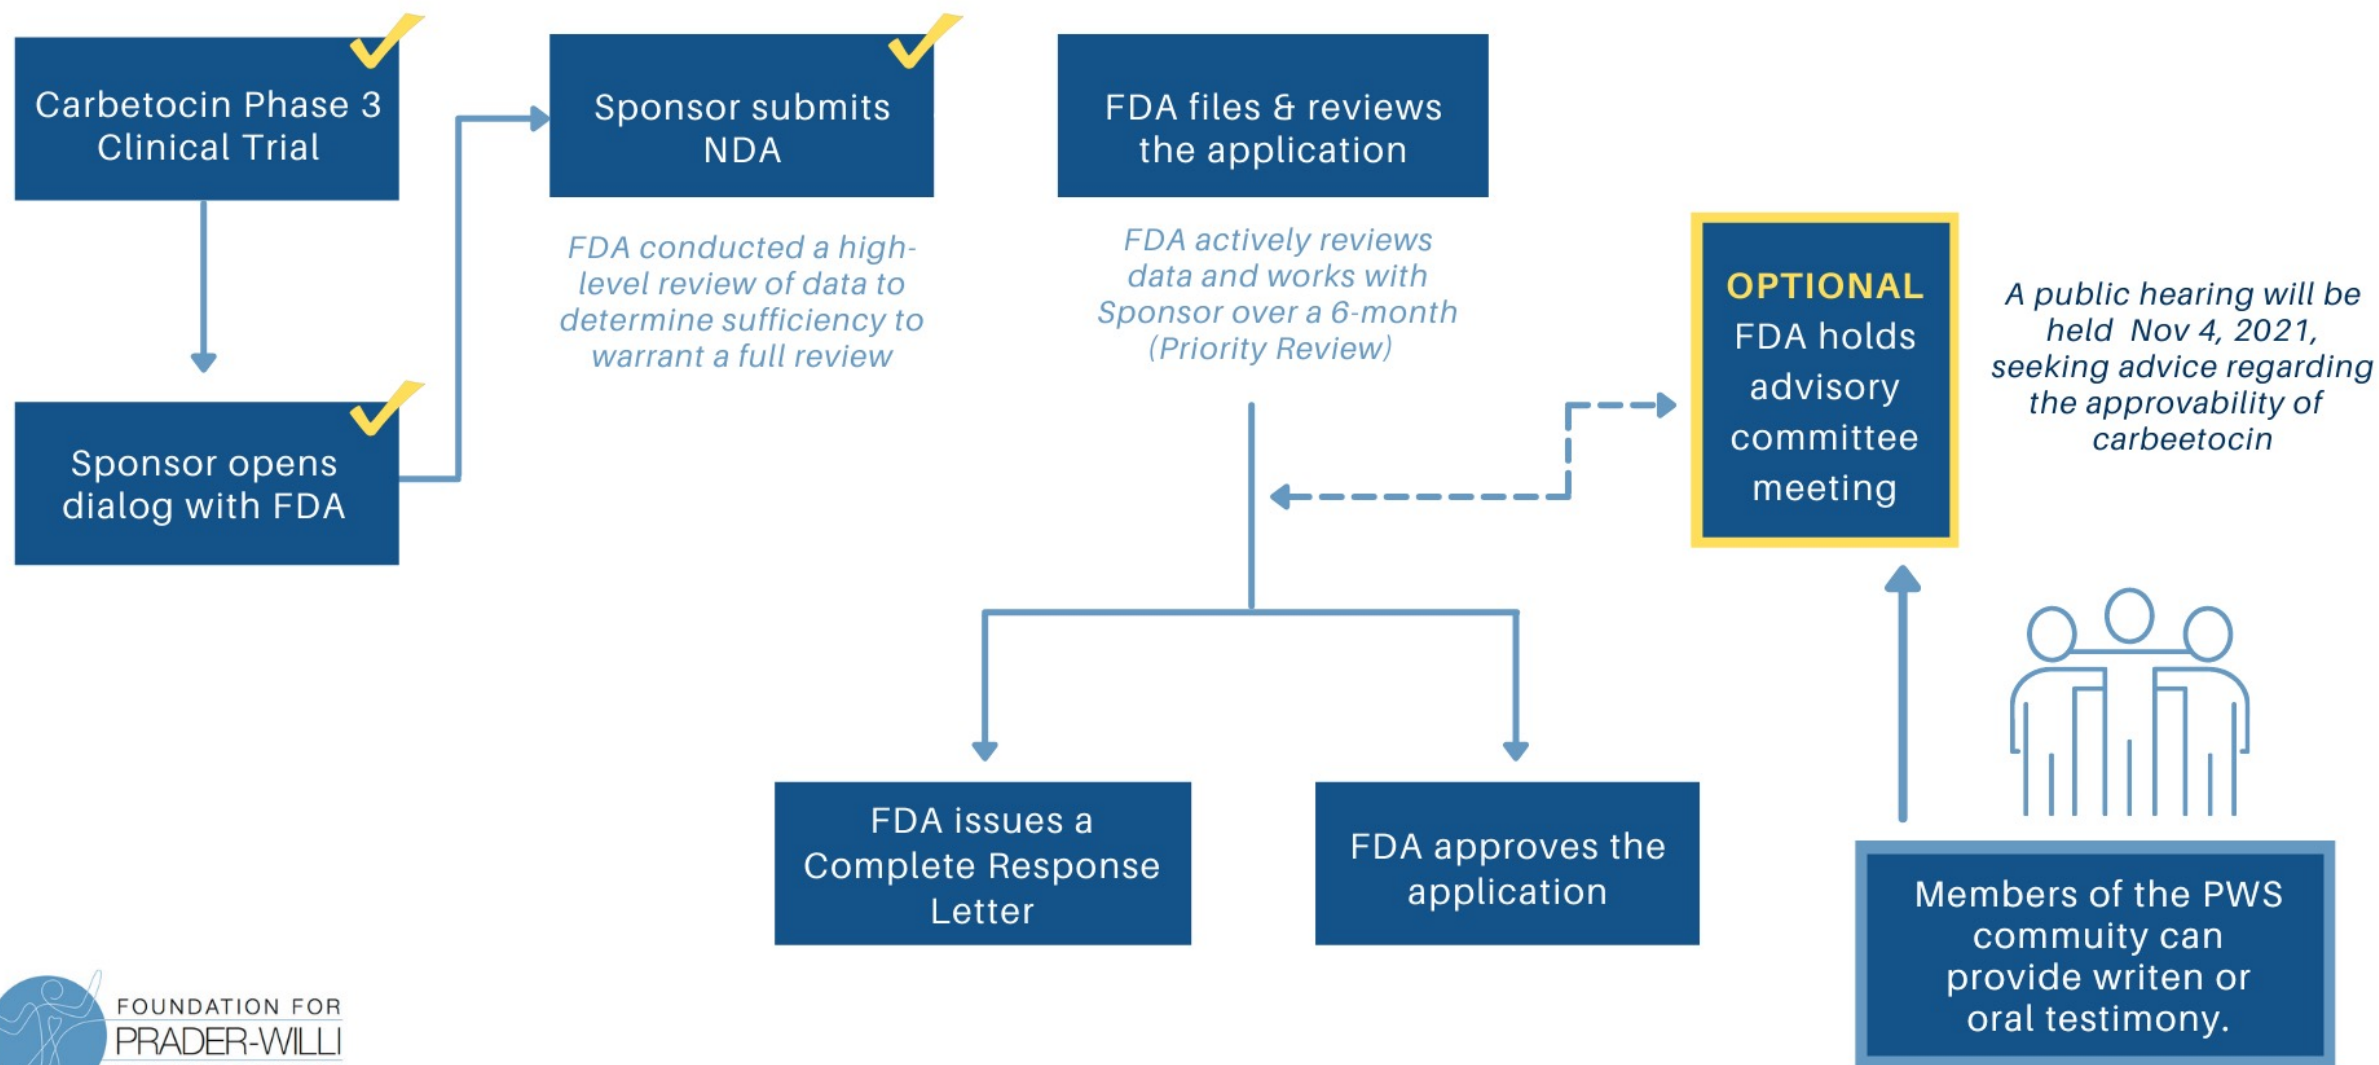 Carbetocin Phase 3
Clinical Trial
Sponsor opens
dialog with FDA
Sponsor submits
NDA
FDA conducted a high-
level review of data to
determine sufficiency to
warrant a full review
FDA files & reviews
the application
FDA actively reviews
data and works with
Sponsor over a 6-month
(Priority Review)
OPTIONAL
FDA holds
advisory
committee
meeting
A public hearing will be
held Nov 4, 2021,
seeking advice regarding
the approvability of
carbeetocin
FDA issues a
Complete Response
Letter
FDA approves the
application
Members of the PWS
commuity can
provide writen or
oral testimony.
FOUNDATION FOR
PRADER-WILLI